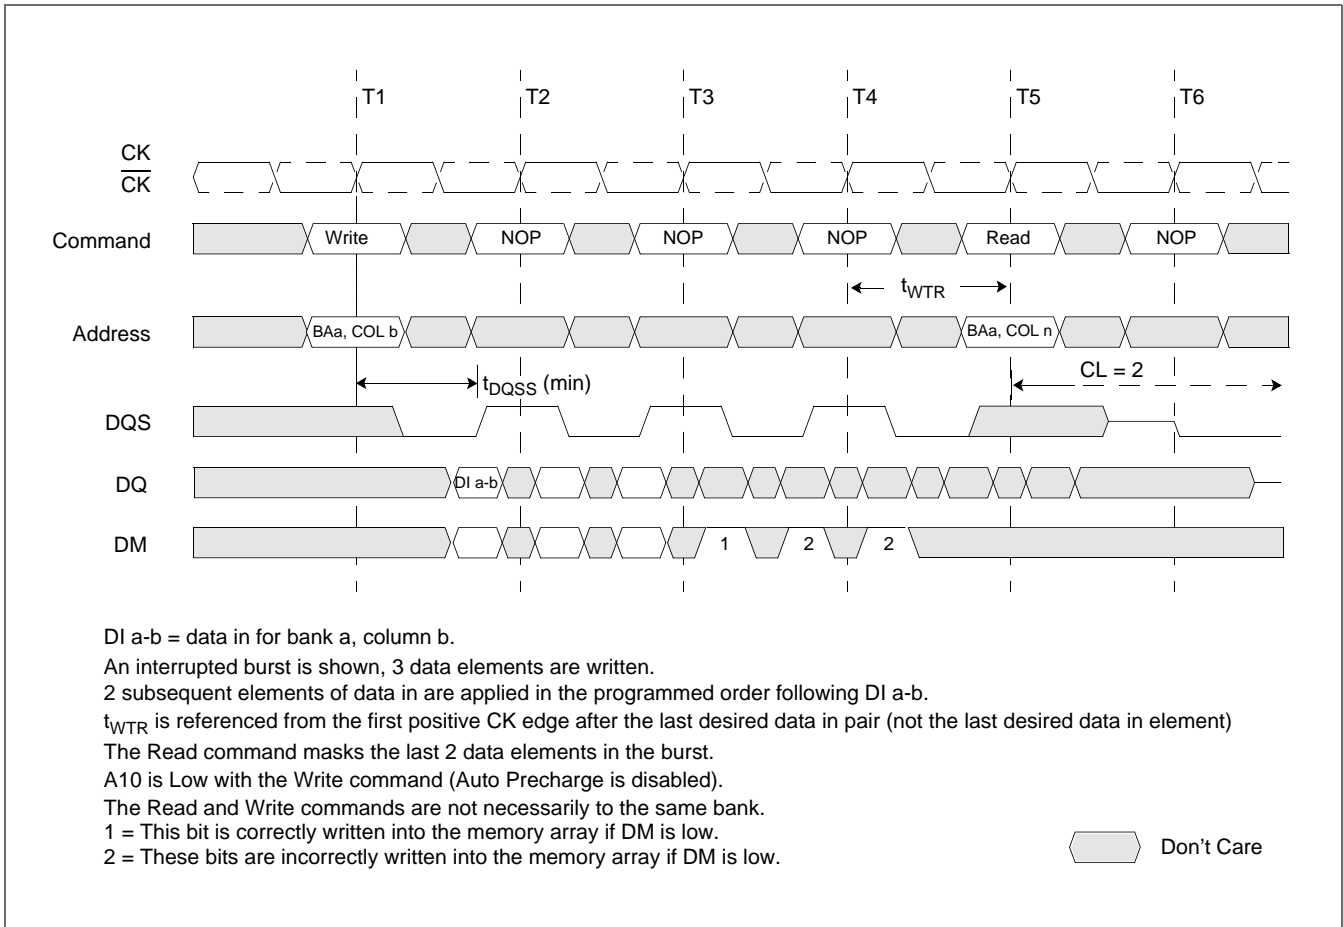 T1 T2 T3 T4 T5 T6
CK
CK
Command Write NOP NOP NOP Read NOP
tWTR
Address BAa, COL b BAa, COL n
tDQSS (min) CL = 2
DQS
DQ DI a-b
DM 1 2 2
DI a-b = data in for bank a, column b.
An interrupted burst is shown, 3 data elements are written.
2 subsequent elements of data in are applied in the programmed order following DI a-b.
tWTR is referenced from the first positive CK edge after the last desired data in pair (not the last desired data in element)
The Read command masks the last 2 data elements in the burst.
A10 is Low with the Write command (Auto Precharge is disabled).
The Read and Write commands are not necessarily to the same bank.
1 = This bit is correctly written into the memory array if DM is low.
2 = These bits are incorrectly written into the memory array if DM is low.
Don't Care